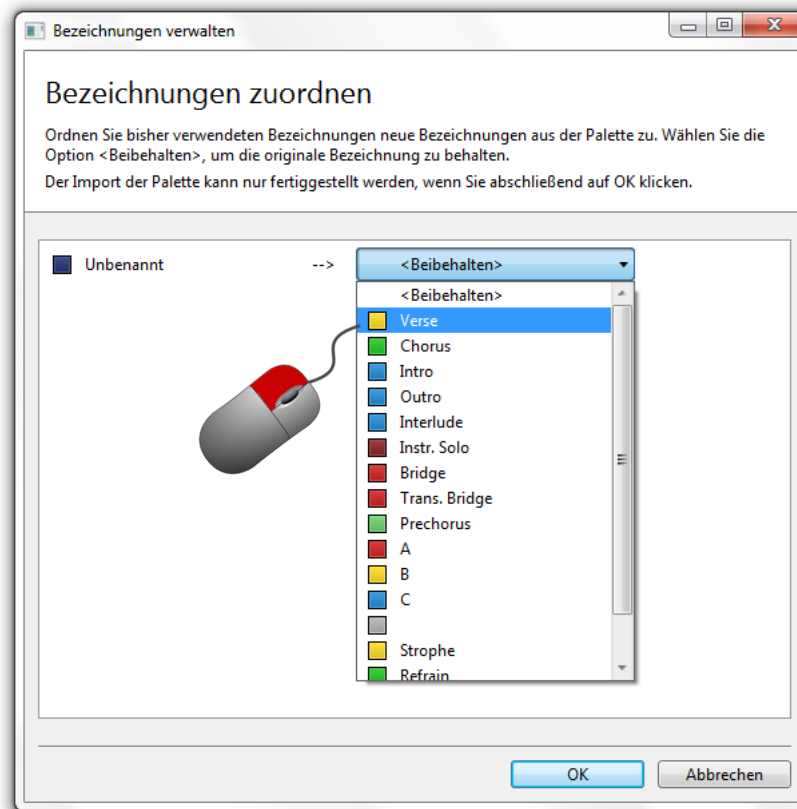 Bezeichnungen verwalten
Bezeichnungen zuordnen
Ordnen Sie bisher verwendeten Bezeichnungen neue Bezeichnungen aus der Palette zu. Wählen Sie die
Option <Beibehalten>, um die originale Bezeichnung zu behalten.
Der Import der Palette kann nur fertiggestellt werden, wenn Sie abschließend auf OK klicken.
Unbenannt --> <Beibehalten>
<Beibehalten>
Verse
Chorus
Intro
Outro
Interlude
Instr. Solo
Bridge
Trans. Bridge
Prechorus
A
B
C
Strophe
Refrain
OK Abbrechen